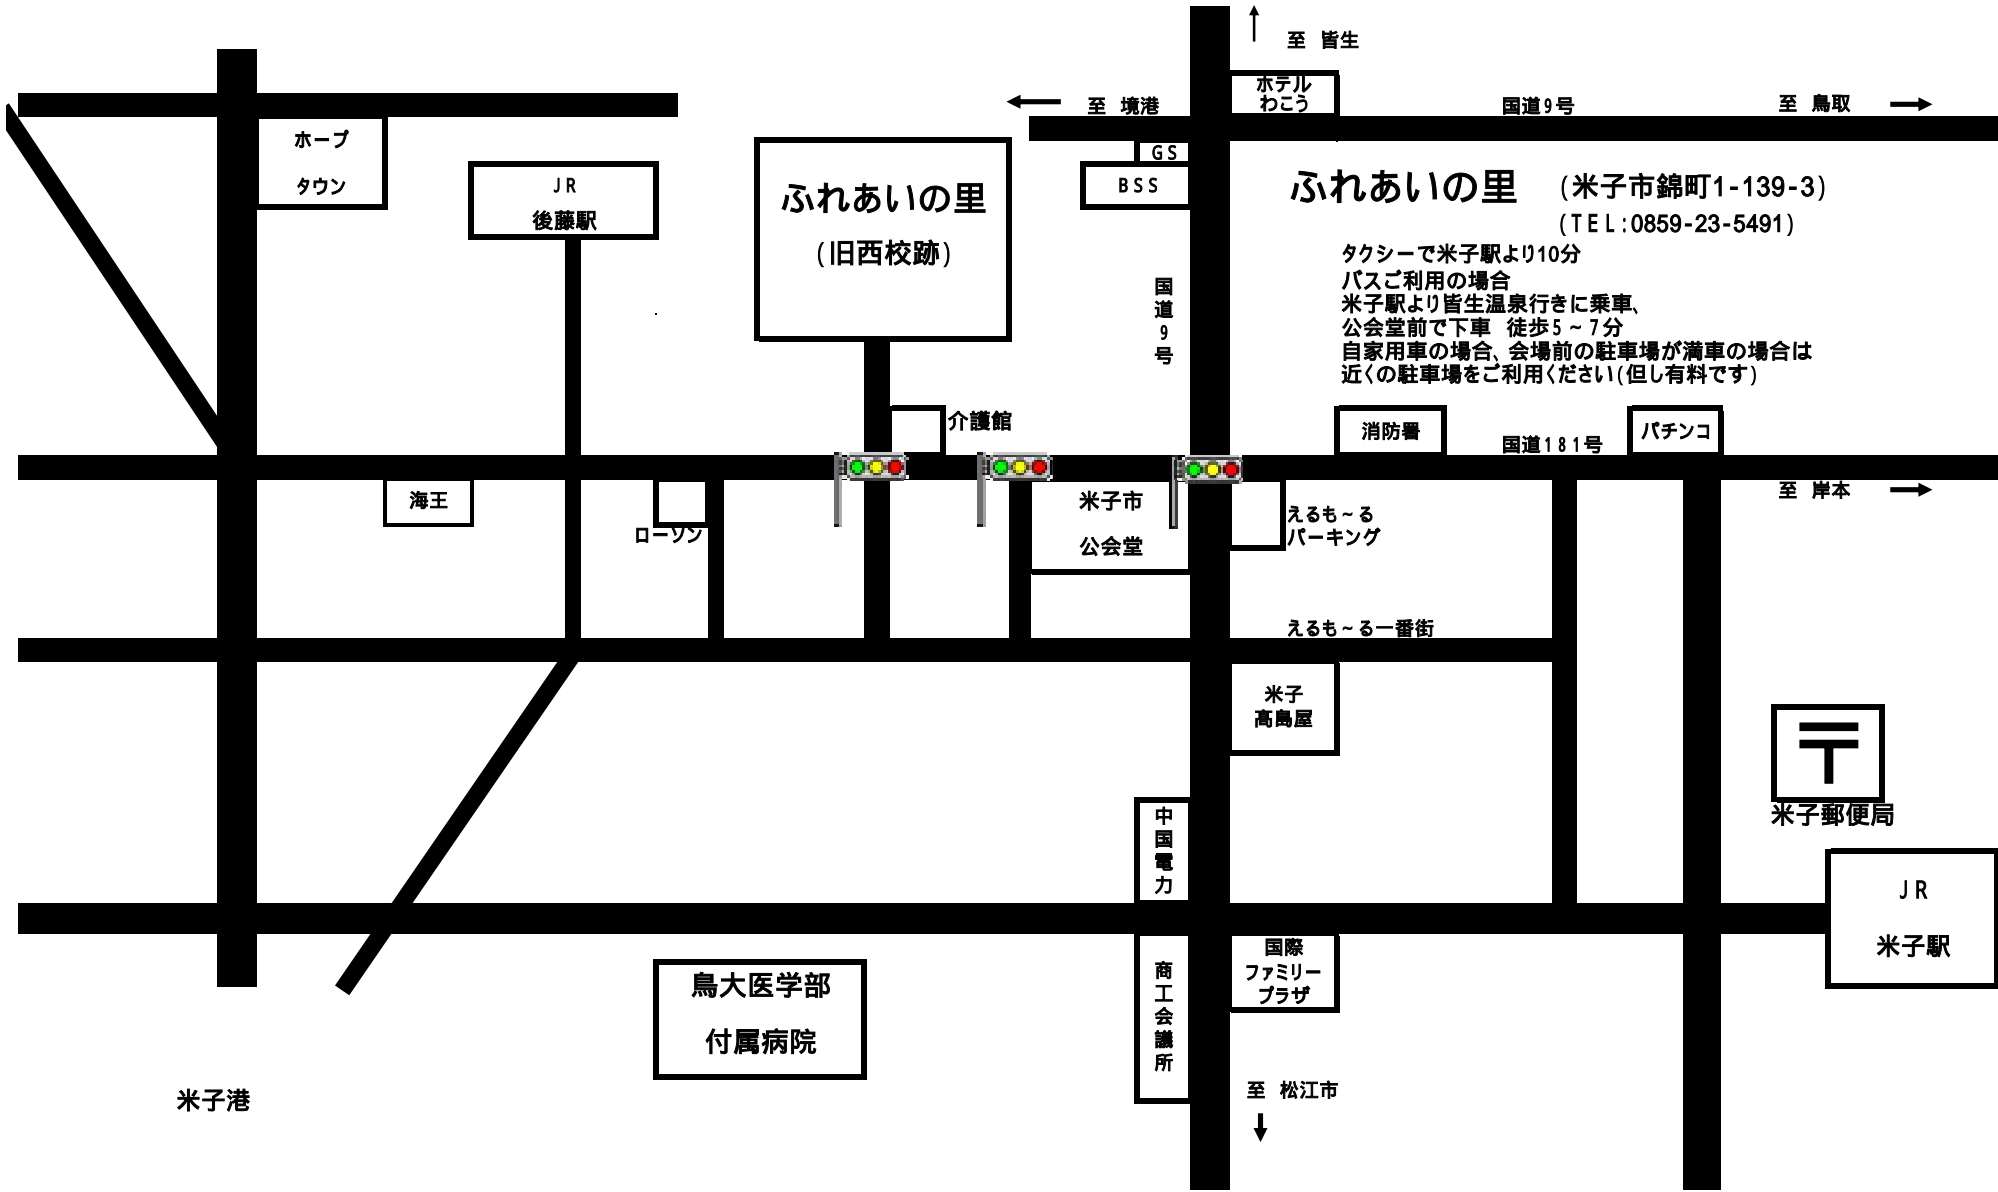 至 皆生
ホテル
わこう
至 境港
国道9号
至 鳥取
ホープ
タウン
JR
後藤駅
ふれあいの里
(旧西校跡)
GS
BSS
国道9号
ふれあいの里 (米子市錦町1-139-3)
(TEL:0859-23-5491)
タクシーで米子駅より10分
バスご利用の場合
米子駅より皆生温泉行きに乗車、
公会堂前で下車 徒歩5~7分
自家用車の場合、会場前の駐車場が満車の場合は
近くの駐車場をご利用ください(但し有料です)
介護館
消防署
国道181号
パチンコ
至 岸本
海王
ローソン
米子市
公会堂
えるも~る
パーキング
えるも~る一番街
米子
髙島屋
〒
米子郵便局
中国電力
JR
米子駅
鳥大医学部
付属病院
商工会議所
国際
ファミリー
プラザ
米子港
至 松江市